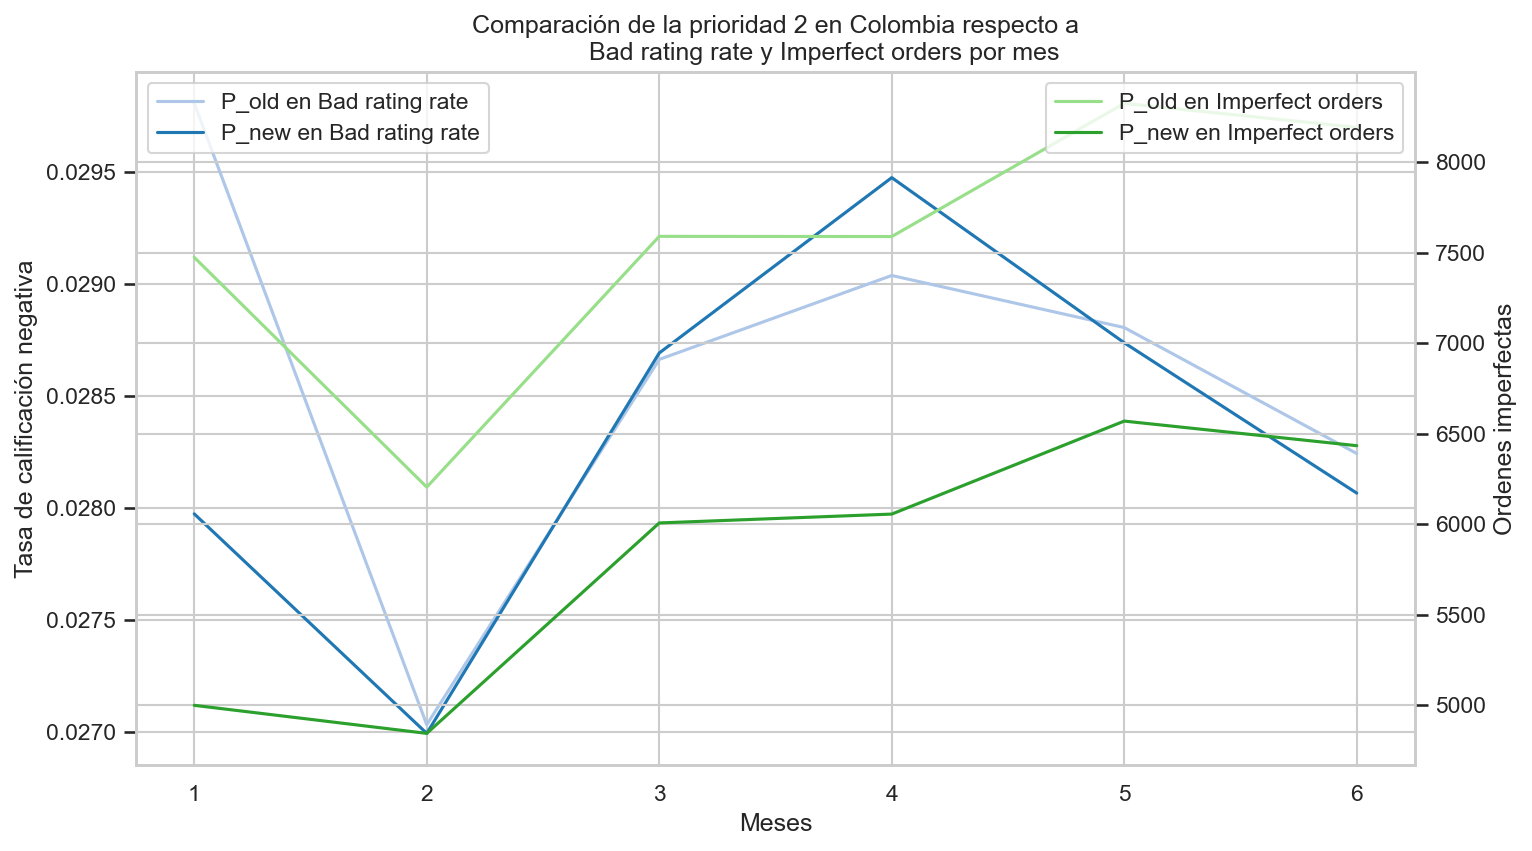 Comparación de la prioridad 2 en Colombia respecto a
Bad rating rate y Imperfect orders por mes
P_old en Bad rating rate
P_new en Bad rating rate
P_old en Imperfect orders
P_new en Imperfect orders
Tasa de calificación negativa
0.0295
0.0290
0.0285
0.0280
0.0275
0.0270
8000
7500
7000
6500
6000
5500
5000
Ordenes imperfectas
1 2 3 4 5 6
Meses